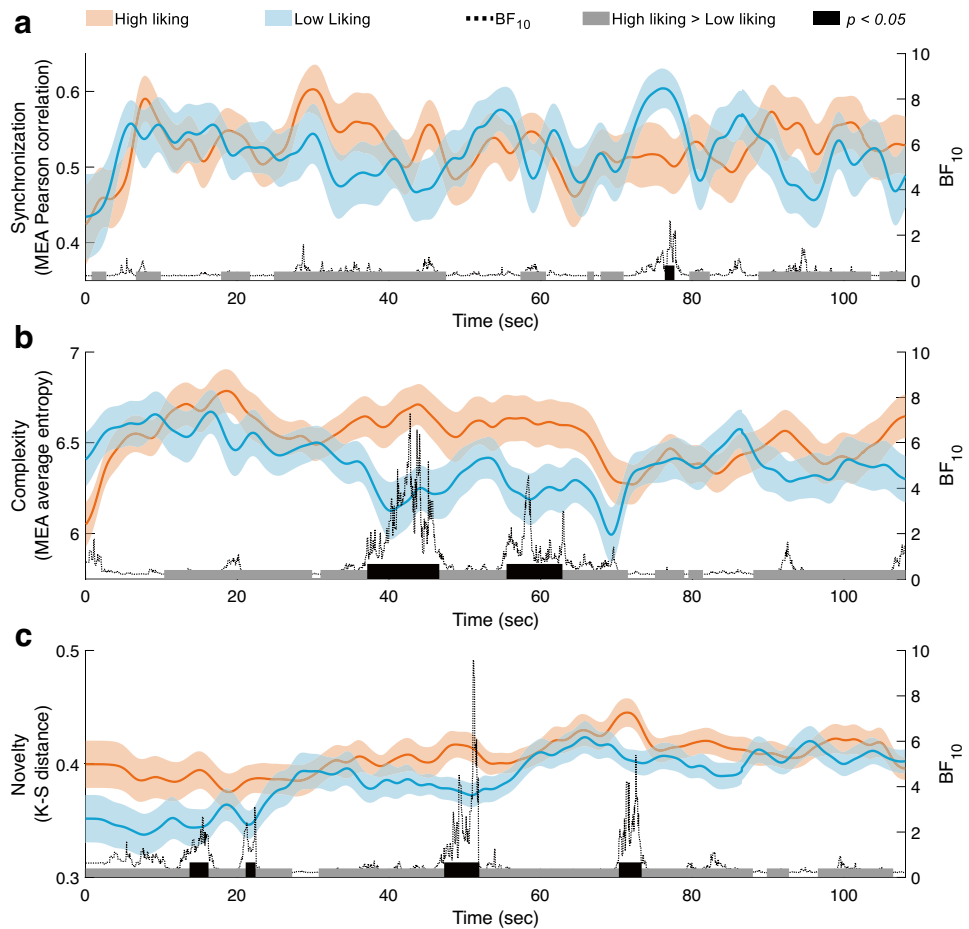 High liking Low Liking BF10 High liking > Low liking p < 0.05
a
Synchronization
(MEA Pearson correlation)
0.6
0.5
0.4
10
8
6
4
2
0
BF10
0 20 40 60 80 100
Time (sec)
b
Complexity
(MEA average entropy)
7
6.5
6
10
8
6
4
2
0
BF10
0 20 40 60 80 100
Time (sec)
c
Novelty
(K-S distance)
0.5
0.4
0.3
10
8
6
4
2
0
BF10
0 20 40 60 80 100
Time (sec)